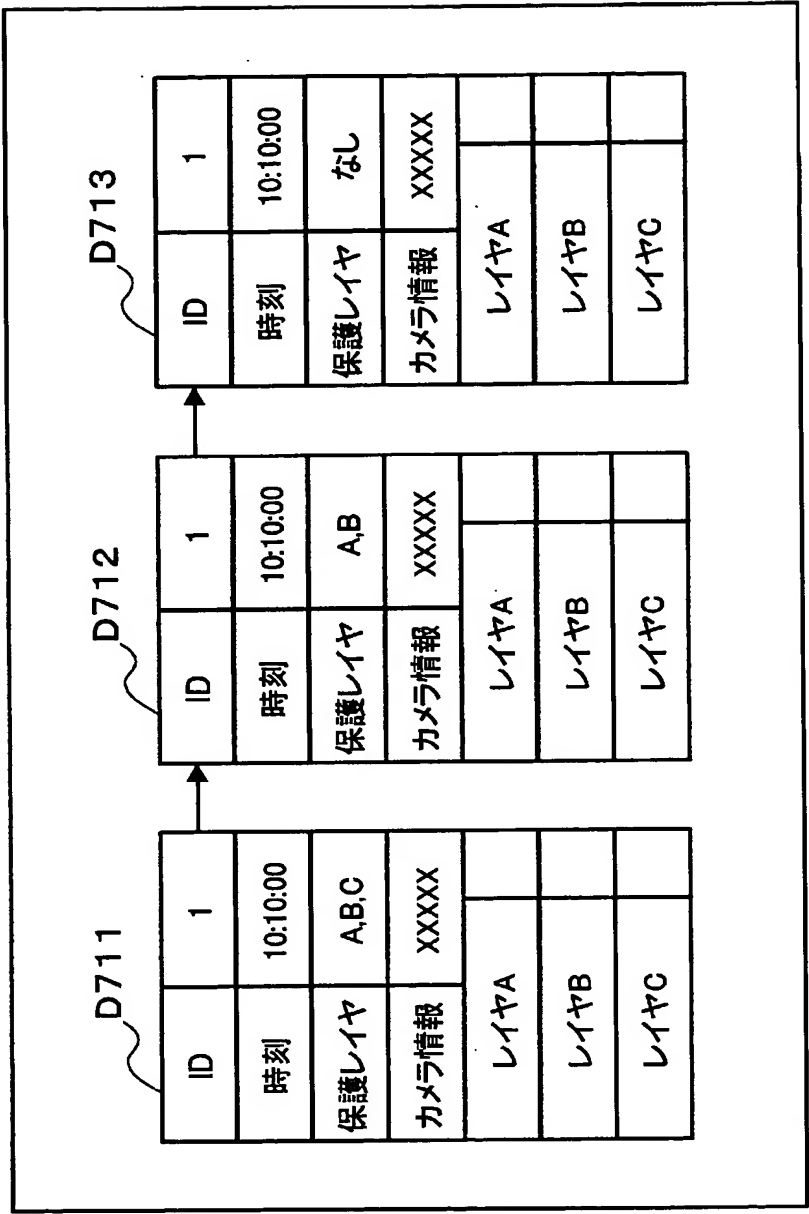 D711
ID 1
時刻 10:10:00
保護レイヤ A,B,C
カメラ情報 XXXXX
レイヤA
レイヤB
レイヤC
D712
ID 1
時刻 10:10:00
保護レイヤ A,B
カメラ情報 XXXXX
レイヤA
レイヤB
レイヤC
D713
ID 1
時刻 10:10:00
保護レイヤ なし
カメラ情報 XXXXX
レイヤA
レイヤB
レイヤC